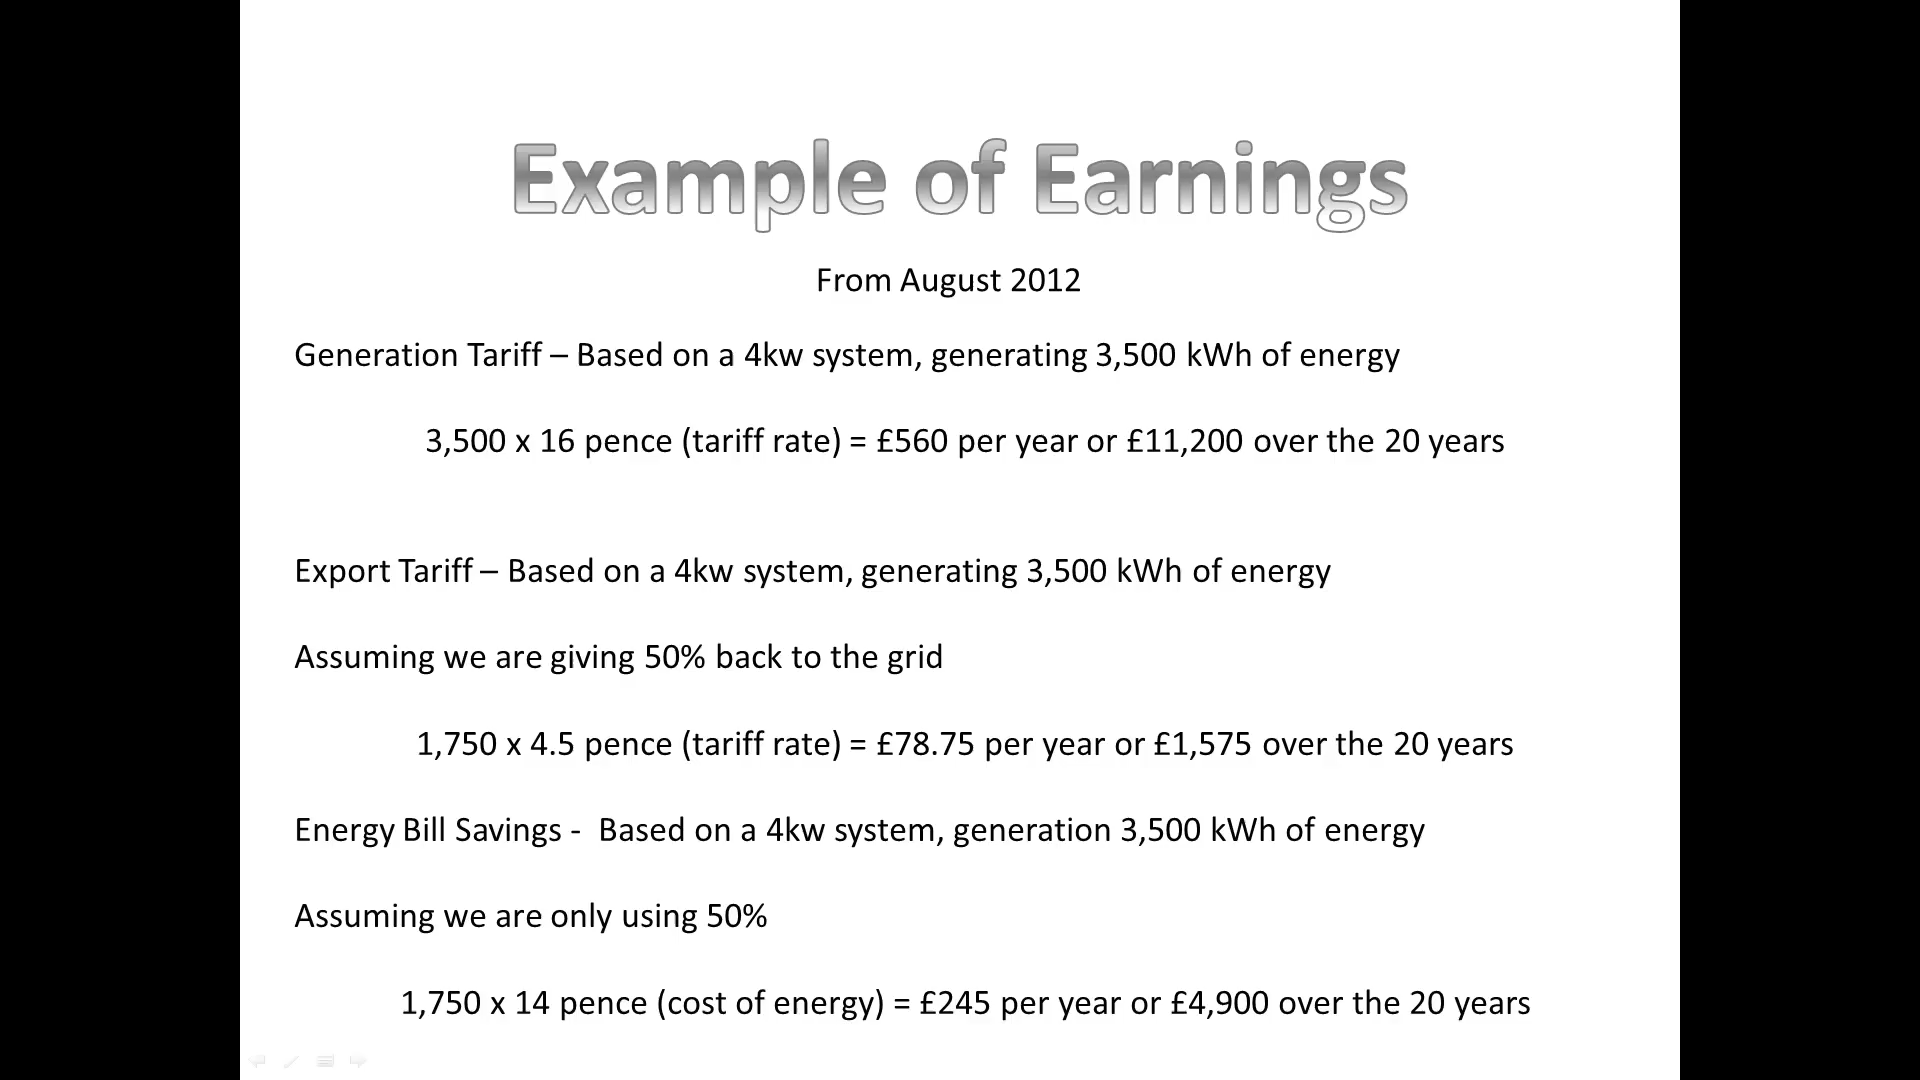 Example of Earnings
From August 2012
Generation Tariff – Based on a 4kw system, generating 3,500 kWh of energy
3,500 x 16 pence (tariff rate) = £560 per year or £11,200 over the 20 years
Export Tariff – Based on a 4kw system, generating 3,500 kWh of energy
Assuming we are giving 50% back to the grid
1,750 x 4.5 pence (tariff rate) = £78.75 per year or £1,575 over the 20 years
Energy Bill Savings -  Based on a 4kw system, generation 3,500 kWh of energy
Assuming we are only using 50%
1,750 x 14 pence (cost of energy) = £245 per year or £4,900 over the 20 years